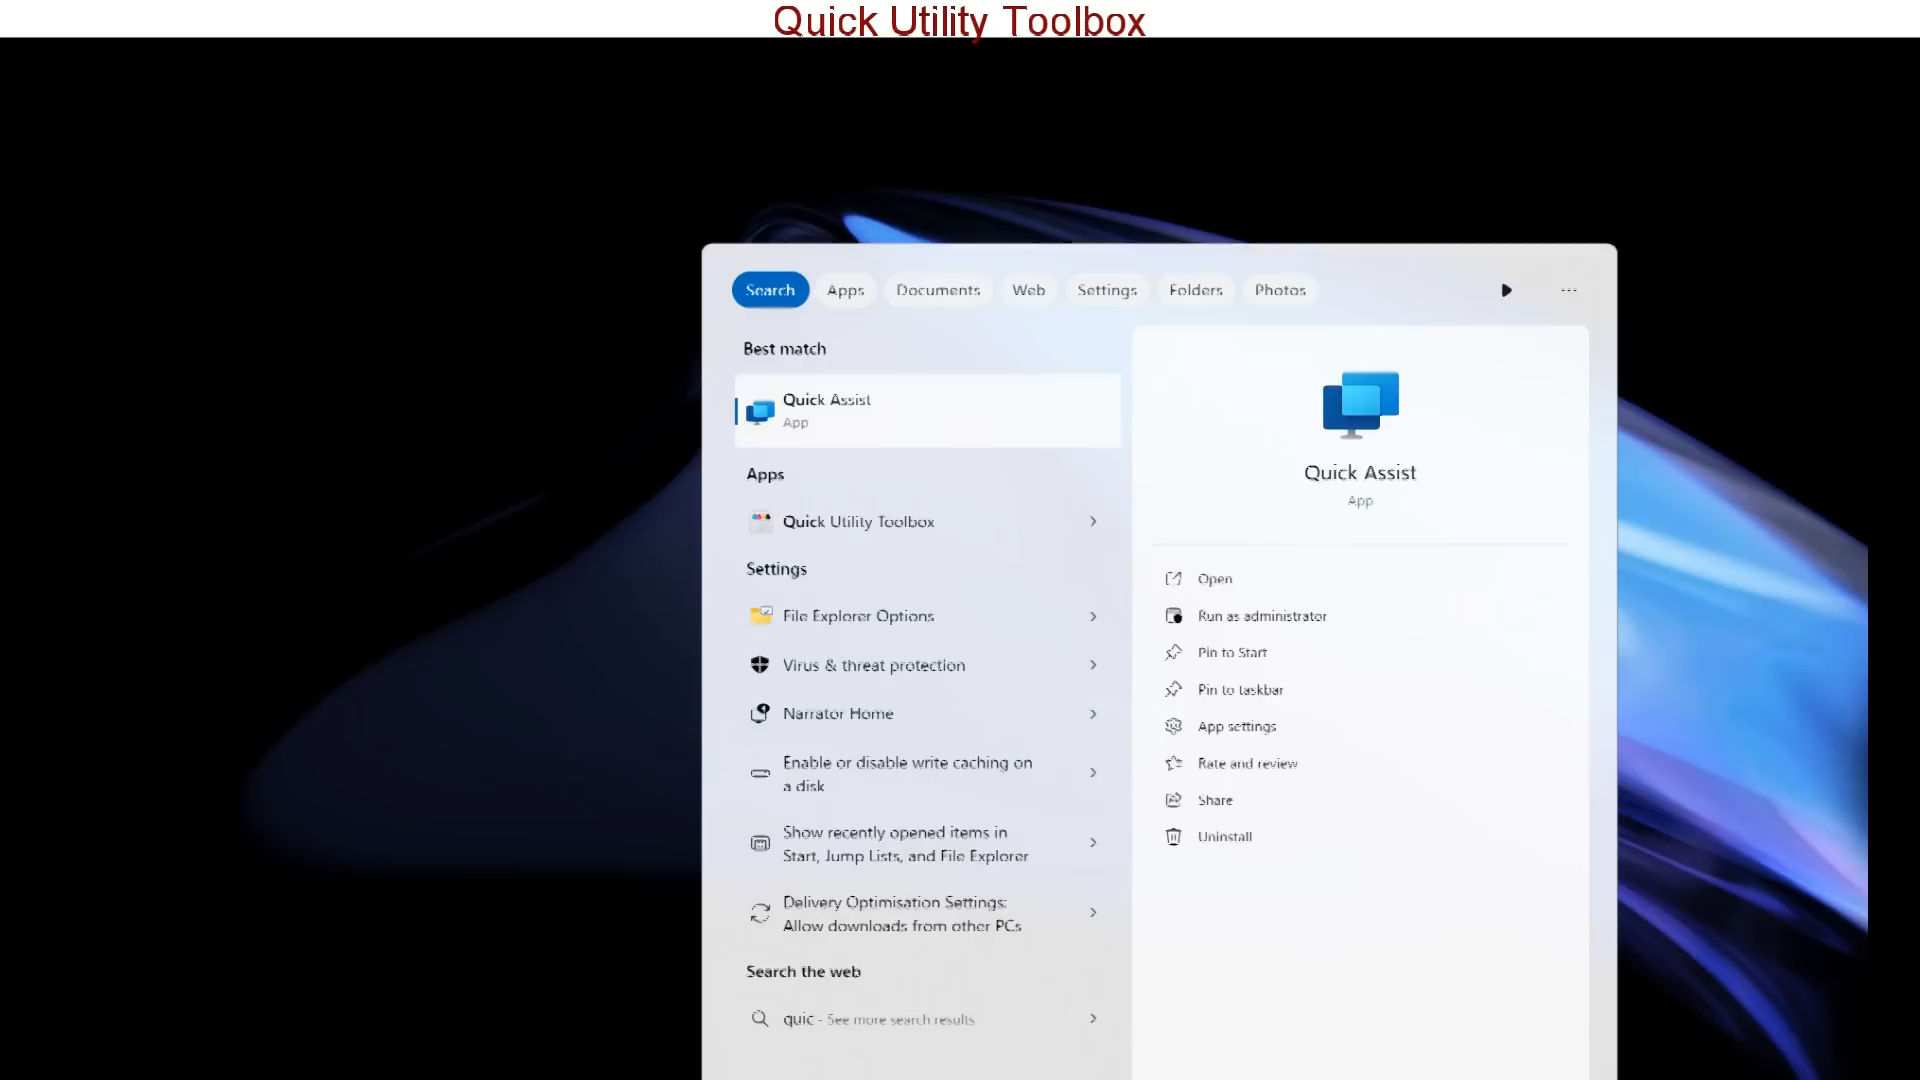 Quick Utility Toolbox
Search Apps Documents Web Settings Folders Photos
Best match
Quick Assist
App
Apps
Quick Utility Toolbox
Settings
File Explorer Options
Virus & threat protection
Narrator Home
Enable or disable write caching on
a disk
Show recently opened items in
Start, Jump Lists, and File Explorer
Delivery Optimisation Settings:
Allow downloads from other PCs
Search the web
quic - See more search results
Quick Assist
App
Open
Run as administrator
Pin to Start
Pin to taskbar
App settings
Rate and review
Share
Uninstall